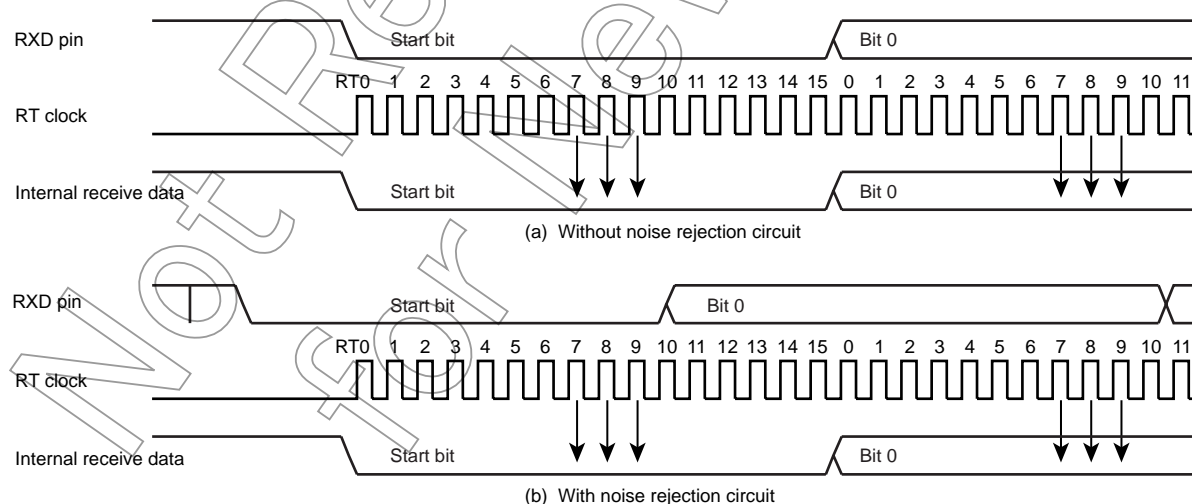 RXD pin
Start bit
Bit 0
RT0 1 2 3 4 5 6 7 8 9 10 11 12 13 14 15 0 1 2 3 4 5 6 7 8 9 10 11
RT clock
Internal receive data
Start bit
Bit 0
(a) Without noise rejection circuit
RXD pin
Start bit
Bit 0
RT0 1 2 3 4 5 6 7 8 9 10 11 12 13 14 15 0 1 2 3 4 5 6 7 8 9 10 11
RT clock
Internal receive data
Start bit
Bit 0
(b) With noise rejection circuit
Not Re
for New